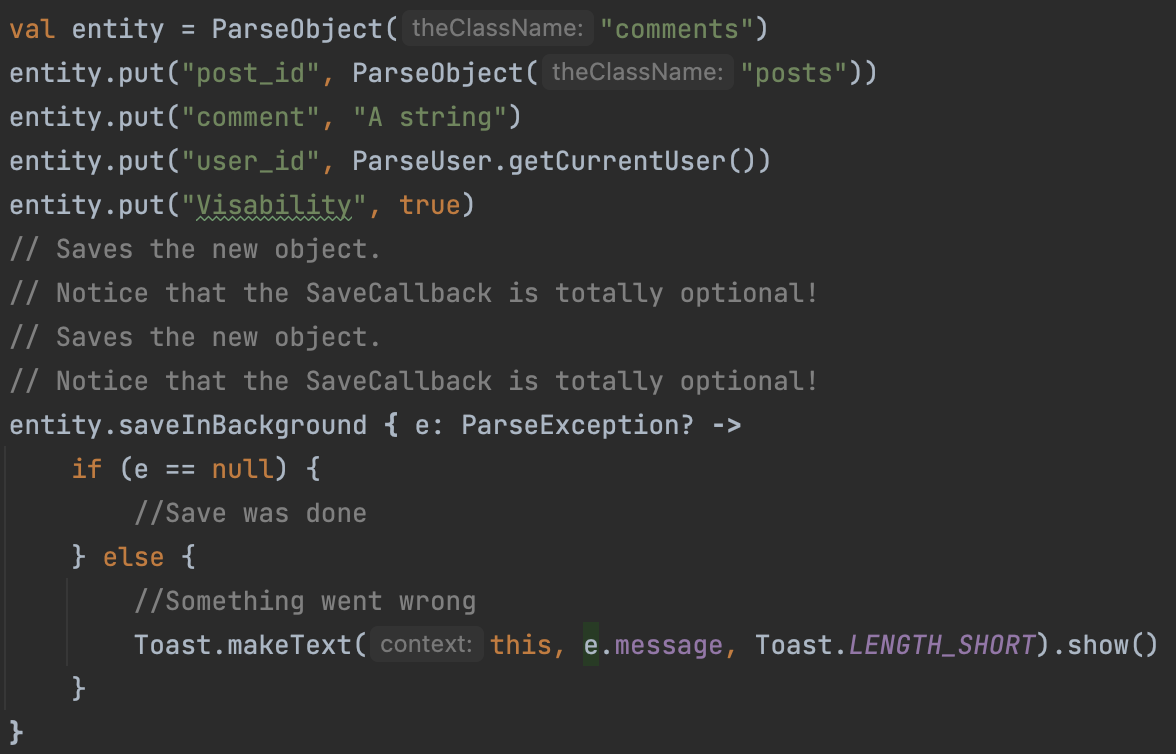 val entity = ParseObject( theClassName: "comments")
entity.put("post_id", ParseObject( theClassName: "posts"))
entity.put("comment", "A string")
entity.put("user_id", ParseUser.getCurrentUser())
entity.put("Visability", true)
// Saves the new object.
// Notice that the SaveCallback is totally optional!
// Saves the new object.
// Notice that the SaveCallback is totally optional!
entity.saveInBackground { e: ParseException? ->
    if (e == null) {
        //Save was done
    } else {
        //Something went wrong
        Toast.makeText( context: this, e.message, Toast.LENGTH_SHORT).show()
    }
}